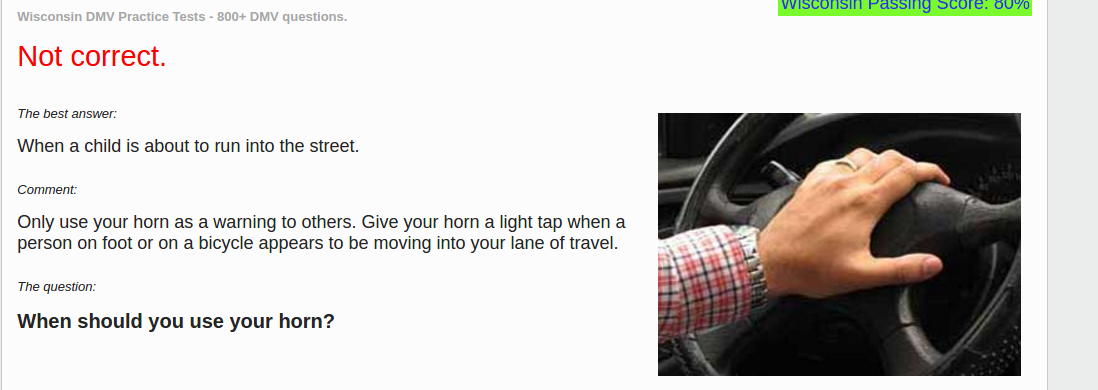 Wisconsin DMV Practice Tests - 800+ DMV questions.
Wisconsin Passing Score: 80%
Not correct.
The best answer:
When a child is about to run into the street.
Comment:
Only use your horn as a warning to others. Give your horn a light tap when a
person on foot or on a bicycle appears to be moving into your lane of travel.
The question:
When should you use your horn?